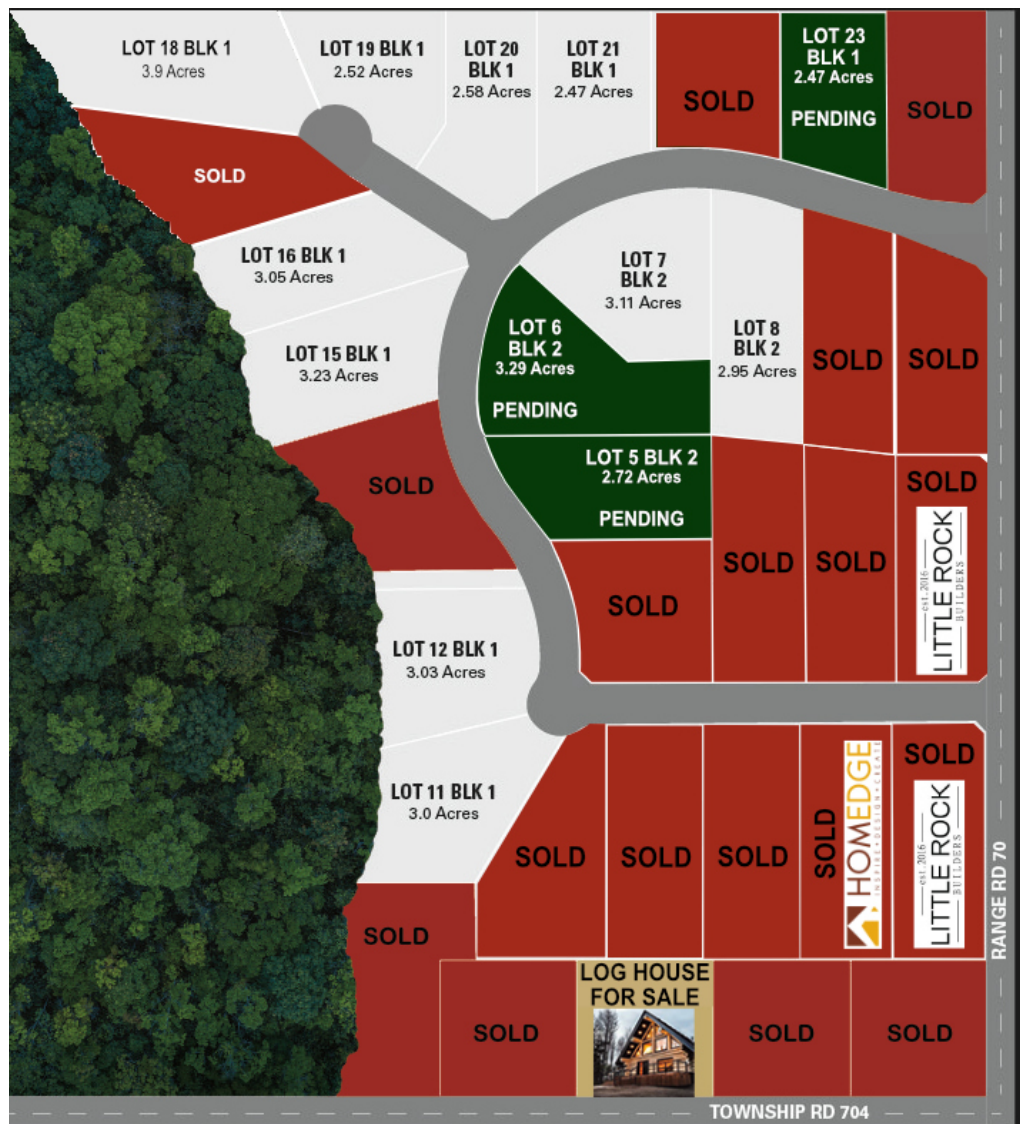 LOT 18 BLK 1
3.9 Acres
LOT 19 BLK 1
2.52 Acres
LOT 20
BLK 1
2.58 Acres
LOT 21
BLK 1
2.47 Acres
SOLD
LOT 23
BLK 1
2.47 Acres
PENDING
SOLD
SOLD
LOT 16 BLK 1
3.05 Acres
LOT 7
BLK 2
3.11 Acres
LOT 6
BLK 2
3.29 Acres
PENDING
LOT 8
BLK 2
2.95 Acres
SOLD
SOLD
LOT 15 BLK 1
3.23 Acres
SOLD
LOT 5 BLK 2
2.72 Acres
PENDING
SOLD
SOLD
SOLD
SOLD
est.2016
LITTLE ROCK
BUILDERS
LOT 12 BLK 1
3.03 Acres
LOT 11 BLK 1
3.0 Acres
SOLD
SOLD
SOLD
SOLD
HOMEDGE
INSPIRE•DESIGN•CREATE
SOLD
est.2016
LITTLE ROCK
BUILDERS
RANGE RD 70
SOLD
SOLD
LOG HOUSE
FOR SALE
SOLD
SOLD
TOWNSHIP RD 704